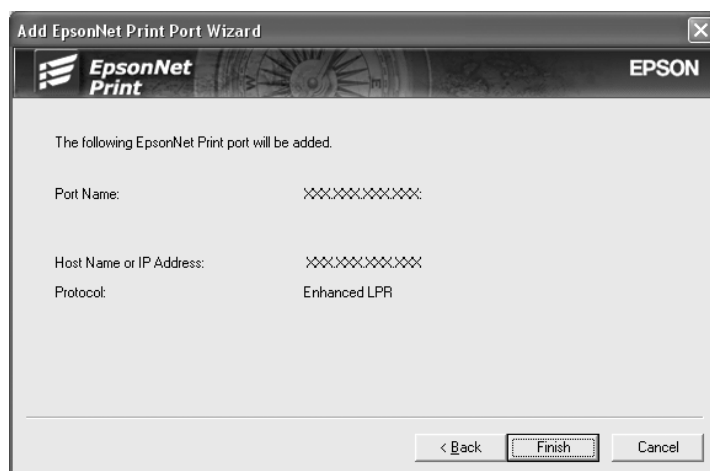 Add EpsonNet Print Port Wizard
EpsonNet
Print
EPSON
The following EpsonNet Print port will be added.
Port Name: XXX.XXX.XXX.XXX:
Host Name or IP Address: XXX.XXX.XXX.XXX
Protocol: Enhanced LPR
< Back Finish Cancel